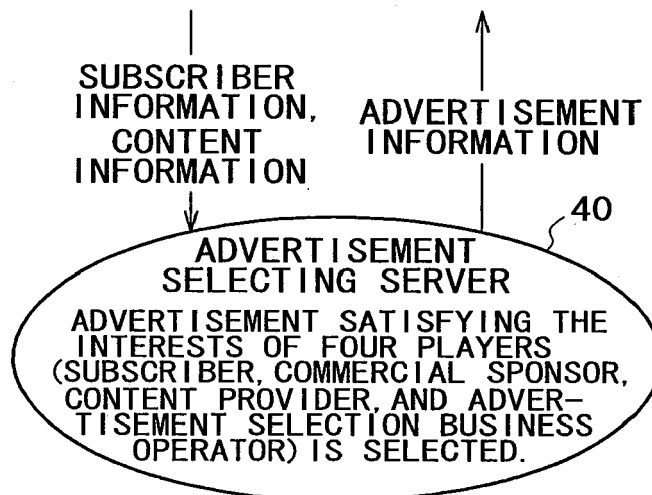 SUBSCRIBER
INFORMATION,
CONTENT
INFORMATION
ADVERTISEMENT
INFORMATION
40
ADVERTISEMENT
SELECTING SERVER
ADVERTISEMENT SATISFYING THE
INTERESTS OF FOUR PLAYERS
(SUBSCRIBER, COMMERCIAL SPONSOR,
CONTENT PROVIDER, AND ADVER-
TISEMENT SELECTION BUSINESS
OPERATOR) IS SELECTED.